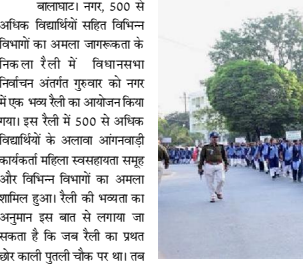 बालाघाट। नगर, 500 से
अधिक विद्यार्थियों सहित विभिन्न
विभागों का अमला जागरूकता के
निकला रैली में विधानसभा
निर्वाचन अंतर्गत गुरुवार को नगर
में एक भव्य रैली का आयोजन किया
गया। इस रैली में 500 से अधिक
विद्यार्थियों के अलावा आंगनवाड़ी
कार्यकर्ता महिला स्वसहायता समूह
और विभिन्न विभागों का अमला
शामिल हुआ। रैली की भव्यता का
अनुमान इस बात से लगाया जा
सकता है कि जब रैली का प्रथत
छोर काली पुतली चौक पर था। तब